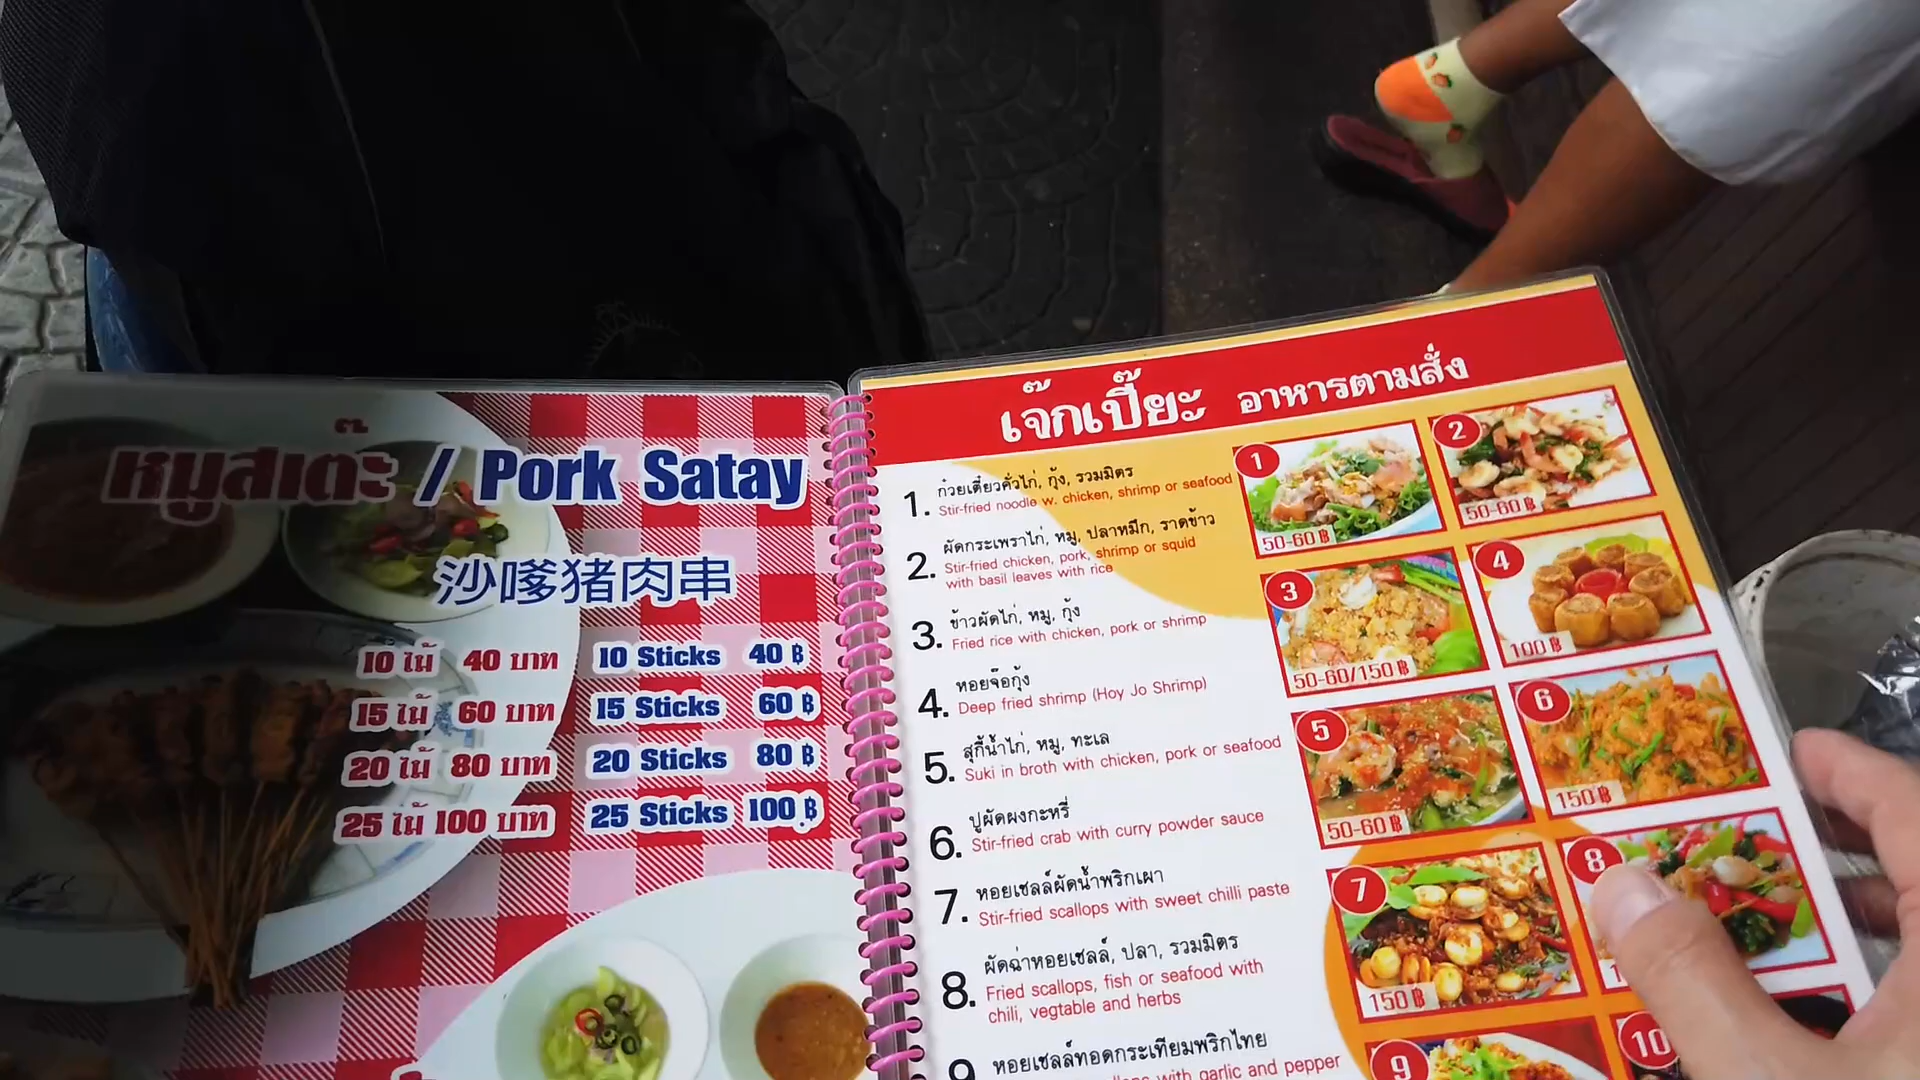 หมูสเต๊ะ / Pork Satay
沙嗲猪肉串
10 ไม้ 40 บาท 10 Sticks 40 ฿
15 ไม้ 60 บาท 15 Sticks 60 ฿
20 ไม้ 80 บาท 20 Sticks 80 ฿
25 ไม้ 100 บาท 25 Sticks 100 ฿
เจ๊กเปี๊ยะ อาหารตามสั่ง
1. ก๋วยเตี๋ยวคั่วไก่, กุ้ง, รวมมิตร
Stir-fried noodle w. chicken, shrimp or seafood
2. ผัดกระเพราไก่, หมู, ปลาหมึก, ราดข้าว
Stir-fried chicken, pork, shrimp or squid
with basil leaves with rice
3. ข้าวผัดไก่, หมู, กุ้ง
Fried rice with chicken, pork or shrimp
4. หอยจ๊อกุ้ง
Deep fried shrimp (Hoy Jo Shrimp)
5. สุกี้น้ำไก่, หมู, ทะเล
Suki in broth with chicken, pork or seafood
6. ปูผัดผงกะหรี่
Stir-fried crab with curry powder sauce
7. หอยเชลล์ผัดน้ำพริกเผา
Stir-fried scallops with sweet chilli paste
8. ผัดฉ่าหอยเชลล์, ปลา, รวมมิตร
Fried scallops, fish or seafood with
chili, vegtable and herbs
9 หอยเชลล์ทอดกระเทียมพริกไทย
with garlic and pepper
1
50-60 ฿
2
50-60 ฿
3
50-60/150 ฿
4
100 ฿
5
50-60 ฿
6
150 ฿
7
150 ฿
8
9
10